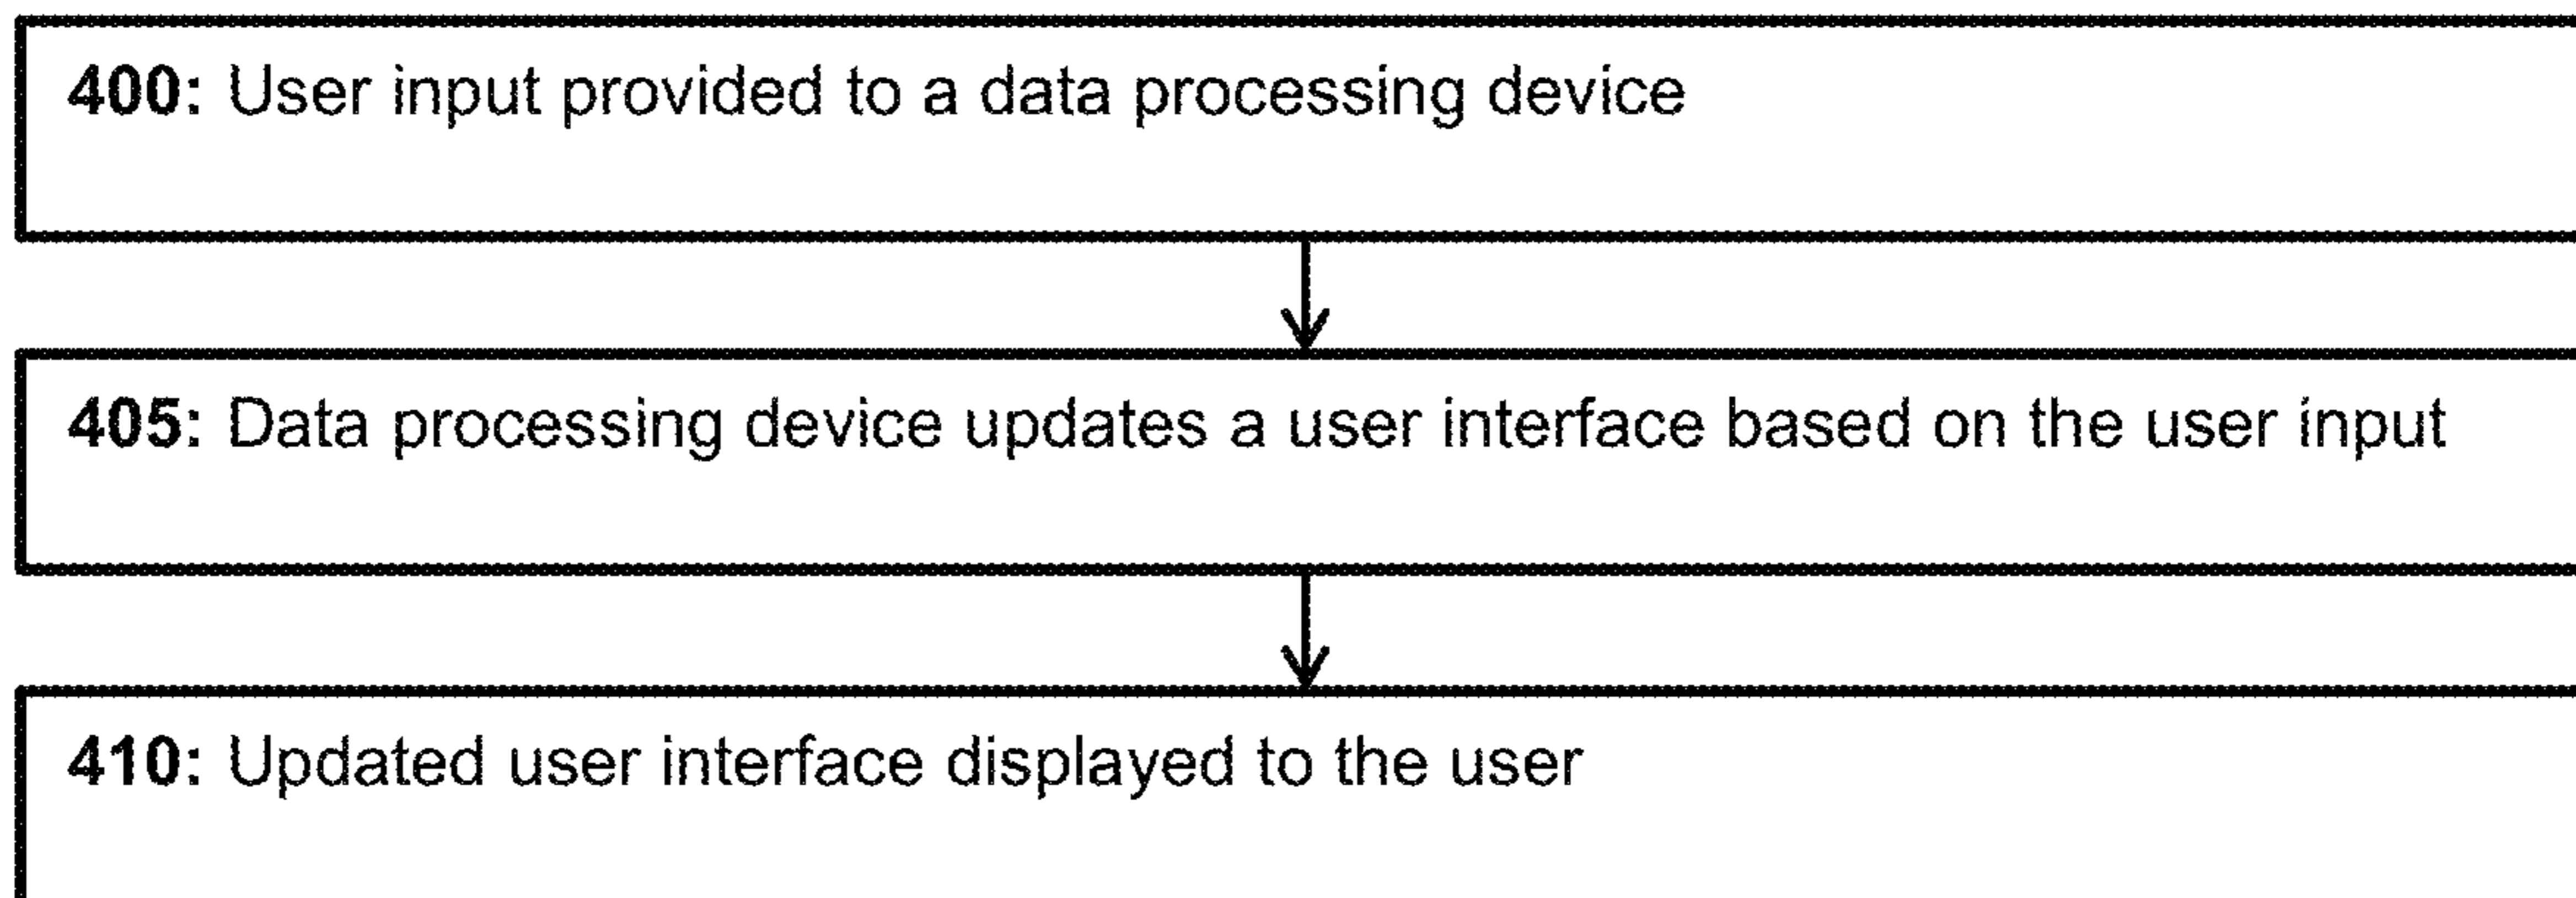 400: User input provided to a data processing device
405: Data processing device updates a user interface based on the user input
410: Updated user interface displayed to the user